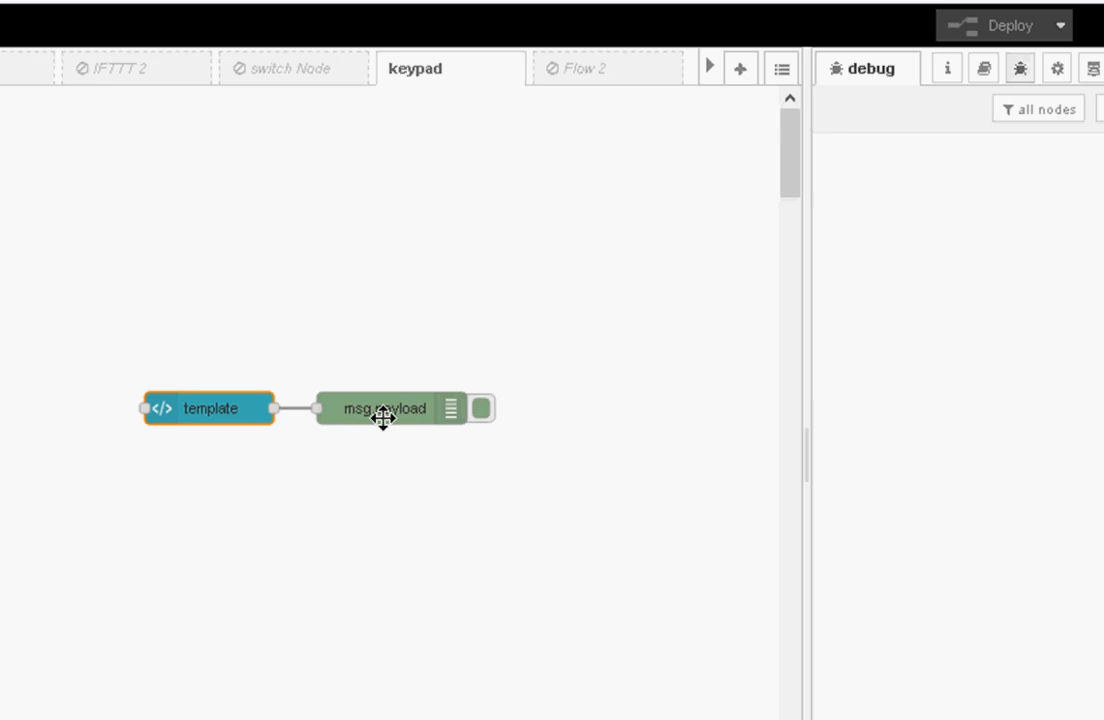 Deploy
IFTTT 2
switch Node
keypad
Flow 2
debug
i
all nodes
</> template
msg.payload